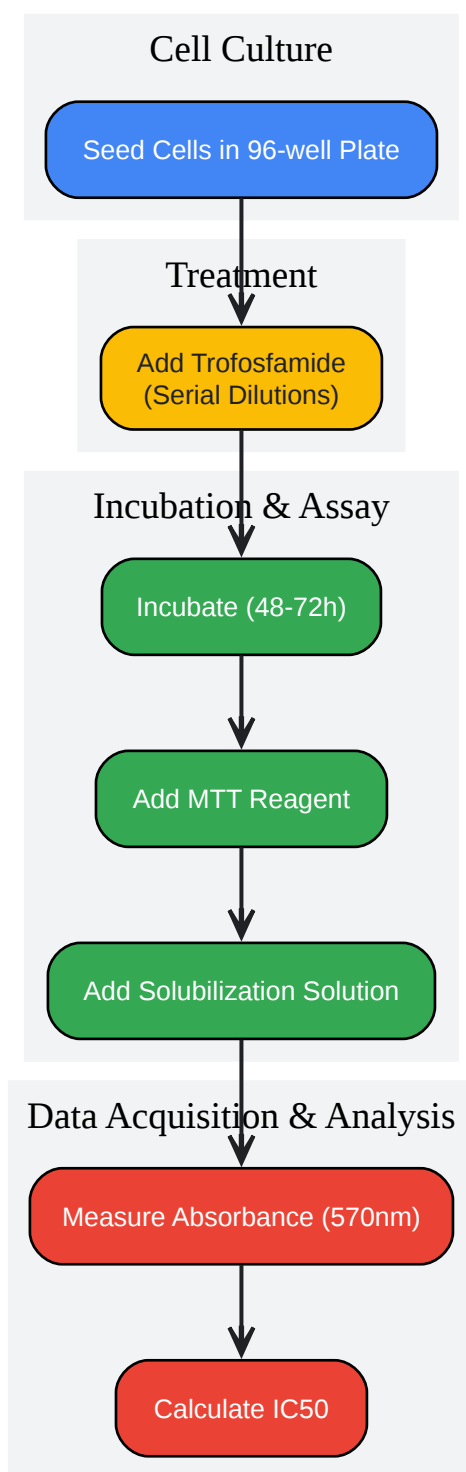 Cell Culture
Seed Cells in 96-well Plate
Treatment
Add Trofosfamide
(Serial Dilutions)
Incubation & Assay
Incubate (48-72h)
Add MTT Reagent
Add Solubilization Solution
Data Acquisition & Analysis
Measure Absorbance (570nm)
Calculate IC50